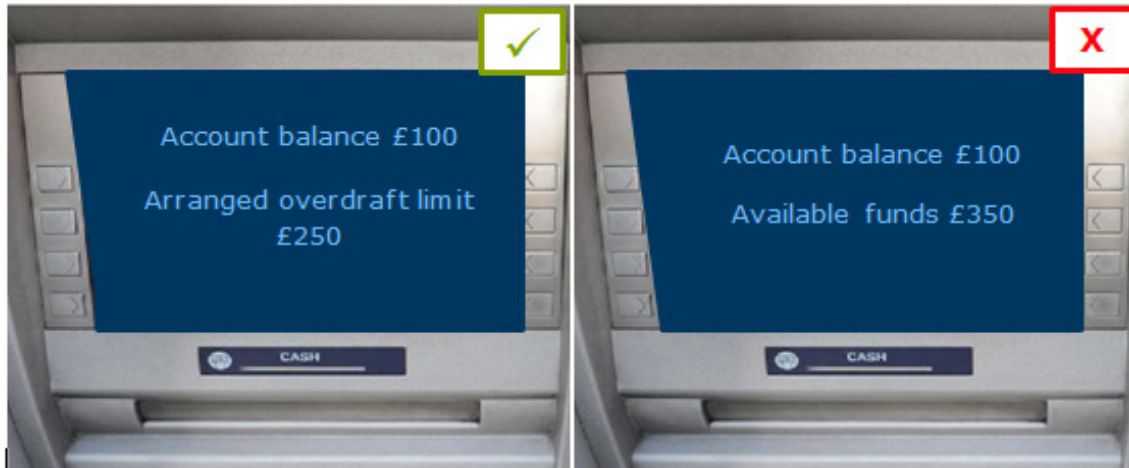 ✓
Account balance £100
Arranged overdraft limit
£250
CASH
X
Account balance £100
Available funds £350
CASH